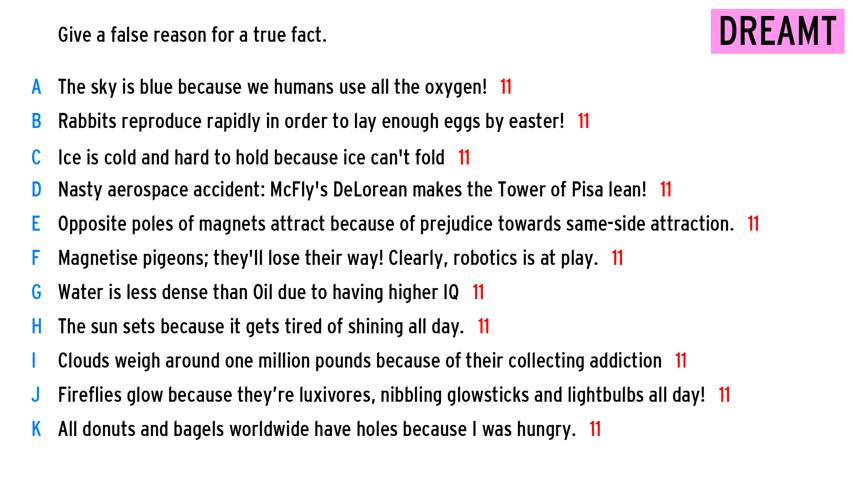 Give a false reason for a true fact.
DREAMT
A The sky is blue because we humans use all the oxygen! 11
B Rabbits reproduce rapidly in order to lay enough eggs by easter! 11
C Ice is cold and hard to hold because ice can't fold 11
D Nasty aerospace accident: McFly's DeLorean makes the Tower of Pisa lean! 11
E Opposite poles of magnets attract because of prejudice towards same-side attraction. 11
F Magnetise pigeons; they'll lose their way! Clearly, robotics is at play. 11
G Water is less dense than Oil due to having higher IQ 11
H The sun sets because it gets tired of shining all day. 11
I Clouds weigh around one million pounds because of their collecting addiction 11
J Fireflies glow because they’re luxivores, nibbling glowsticks and lightbulbs all day! 11
K All donuts and bagels worldwide have holes because I was hungry. 11